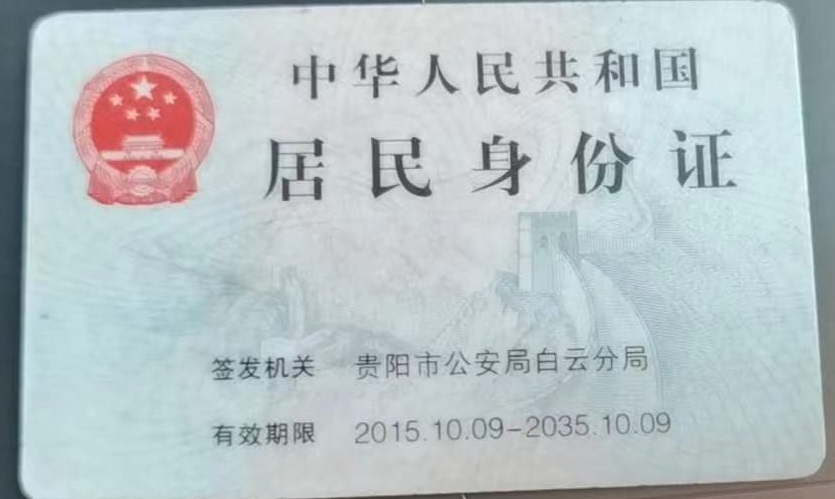 中华人民共和国
居民身份证
签发机关 贵阳市公安局白云分局
有效期限 2015.10.09-2035.10.09